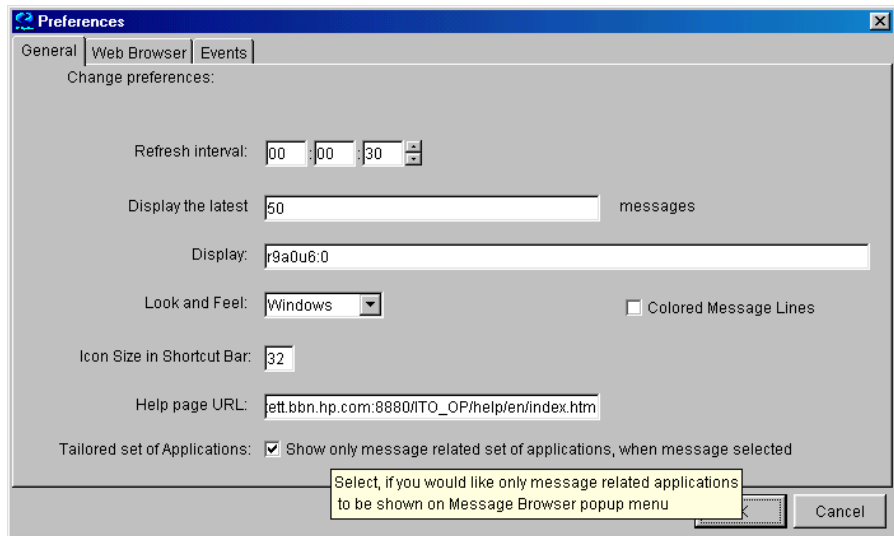 Preferences
General Web Browser Events
Change preferences:
Refresh interval: 00 :00 :30
Display the latest 50 messages
Display: r9a0u6:0
Look and Feel: Windows Colored Message Lines
Icon Size in Shortcut Bar: 32
Help page URL: :ett.bbn.hp.com:8880/ITO_OP/help/en/index.htm
Tailored set of Applications: Show only message related set of applications, when message selected
Select, if you would like only message related applications
to be shown on Message Browser popup menu
Cancel